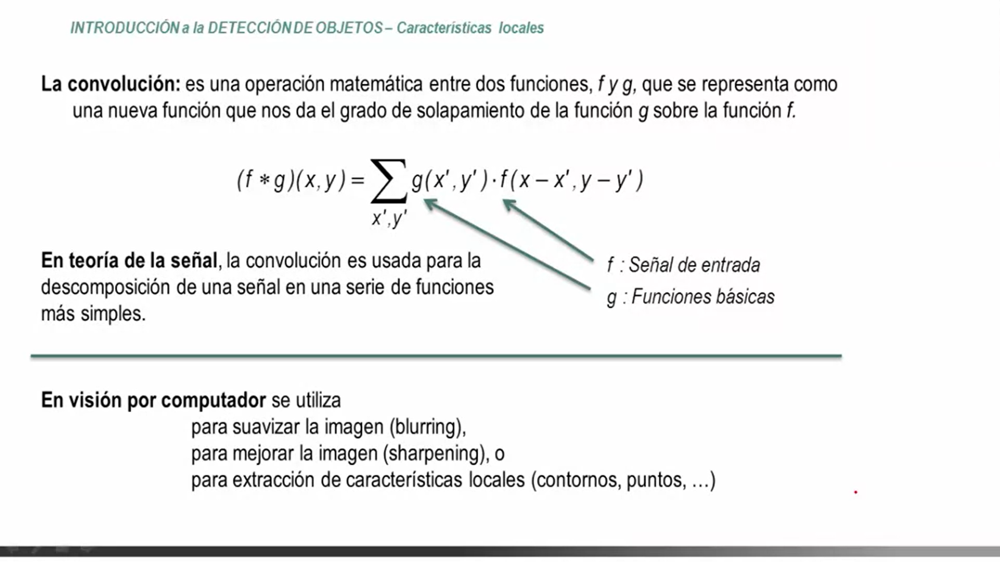 INTRODUCCIÓN a la DETECCIÓN DE OBJETOS – Características locales
La convolución: es una operación matemática entre dos funciones, f y g, que se representa como
una nueva función que nos da el grado de solapamiento de la función g sobre la función f.
(f * g)(x, y) = ∑ g(x', y') · f(x – x', y – y')
x', y'
En teoría de la señal, la convolución es usada para la
descomposición de una señal en una serie de funciones
más simples.
f : Señal de entrada
g : Funciones básicas
En visión por computador se utiliza
para suavizar la imagen (blurring),
para mejorar la imagen (sharpening), o
para extracción de características locales (contornos, puntos, …)